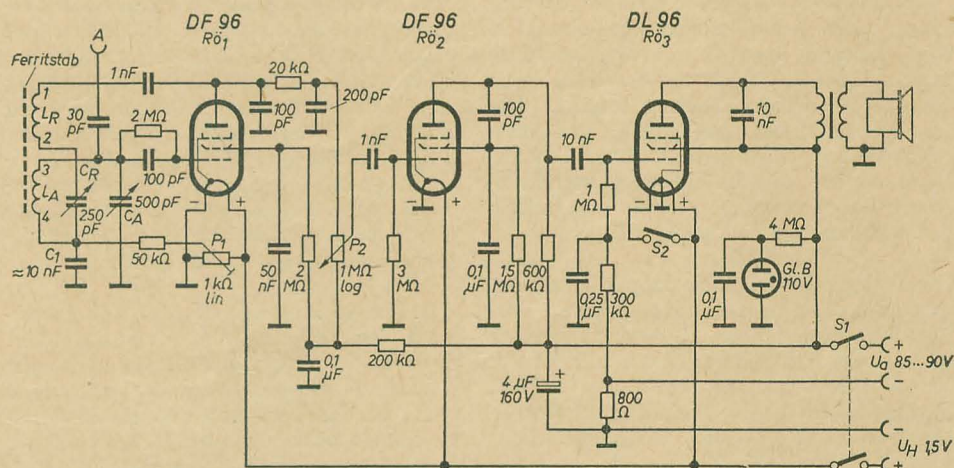 DF 96
Rö1
DF 96
Rö2
DL 96
Rö3
A
Ferritstab
1 nF
20 kΩ
200 pF
100 pF
1
LR
2
30 pF
2 MΩ
100 pF
3
LA
4
CR
250 pF
CA
500 pF
C1
≈10 nF
50 kΩ
P1
1 kΩ
lin
−
+
50 nF
2 MΩ
P2
1 MΩ
log
1 nF
3 MΩ
100 pF
−
+
0,1 µF
1,5 MΩ
600 kΩ
10 nF
1 MΩ
0,25 µF
300 kΩ
−
+
S2
10 nF
4 MΩ
0,1 µF
Gl.B
110V
0,1 µF
200 kΩ
4 µF
160V
+
800 Ω
S1
+
Ua 85...90V
−
−
UH 1,5V
+